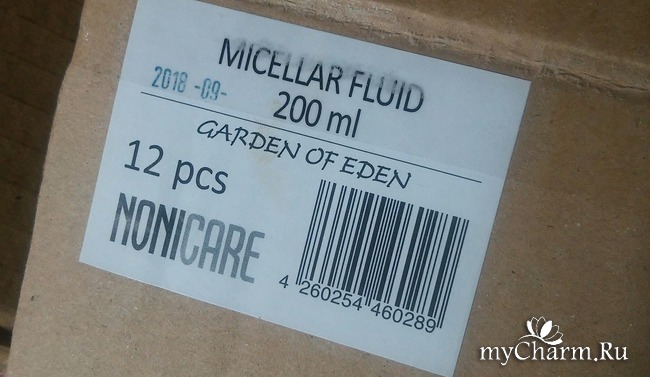 MICELLAR FLUID
2018 -09-
200 ml
GARDEN OF EDEN
12 pcs
NONICARE
4 260254 460289
myCharm.Ru